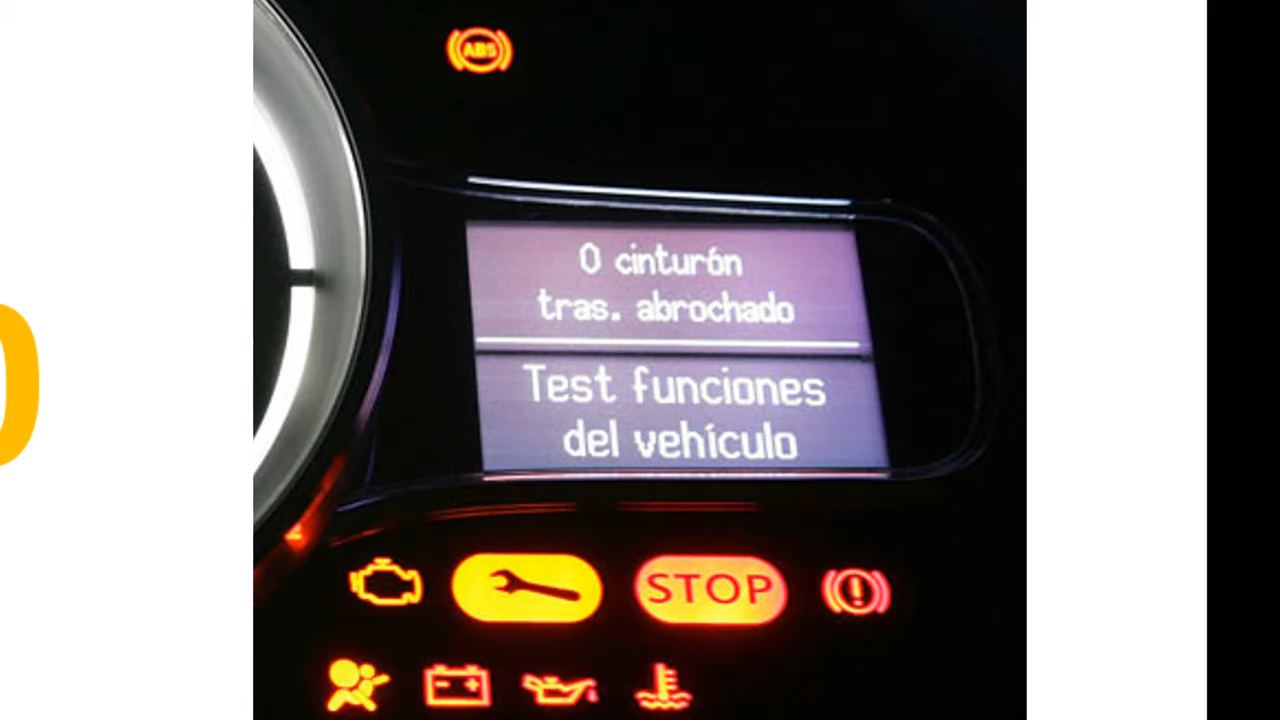 ABS
0 cinturón
tras. abrochado
Test funciones
del vehículo
STOP